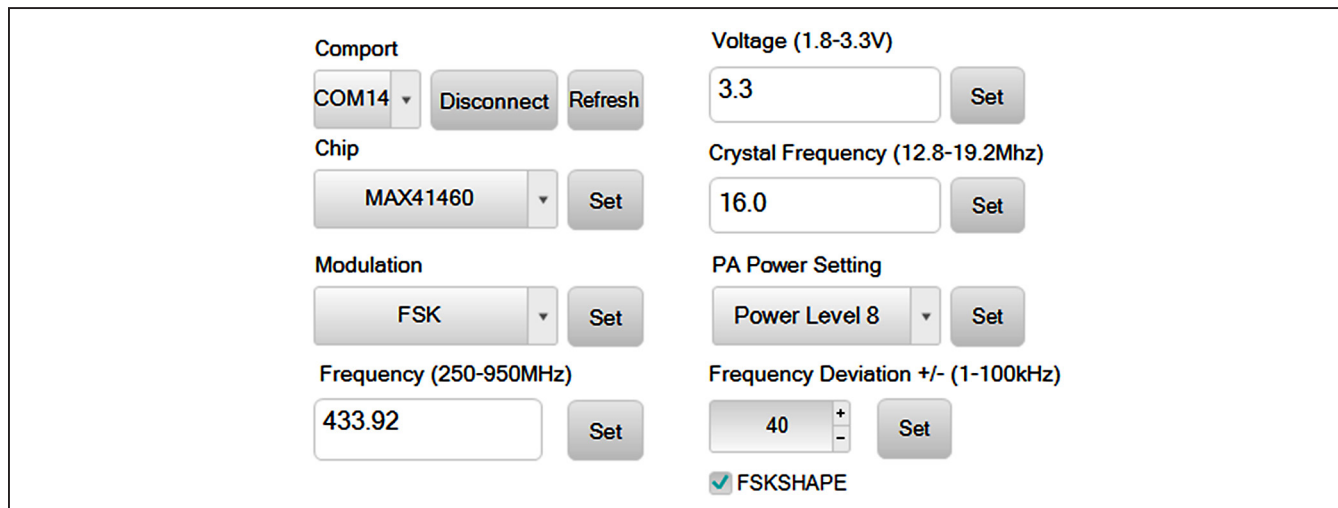 Comport
COM14 Disconnect Refresh
Chip
MAX41460 Set
Modulation
FSK Set
Frequency (250-950MHz)
433.92 Set
Voltage (1.8-3.3V)
3.3 Set
Crystal Frequency (12.8-19.2Mhz)
16.0 Set
PA Power Setting
Power Level 8 Set
Frequency Deviation +/- (1-100kHz)
40 + - Set
FSKSHAPE